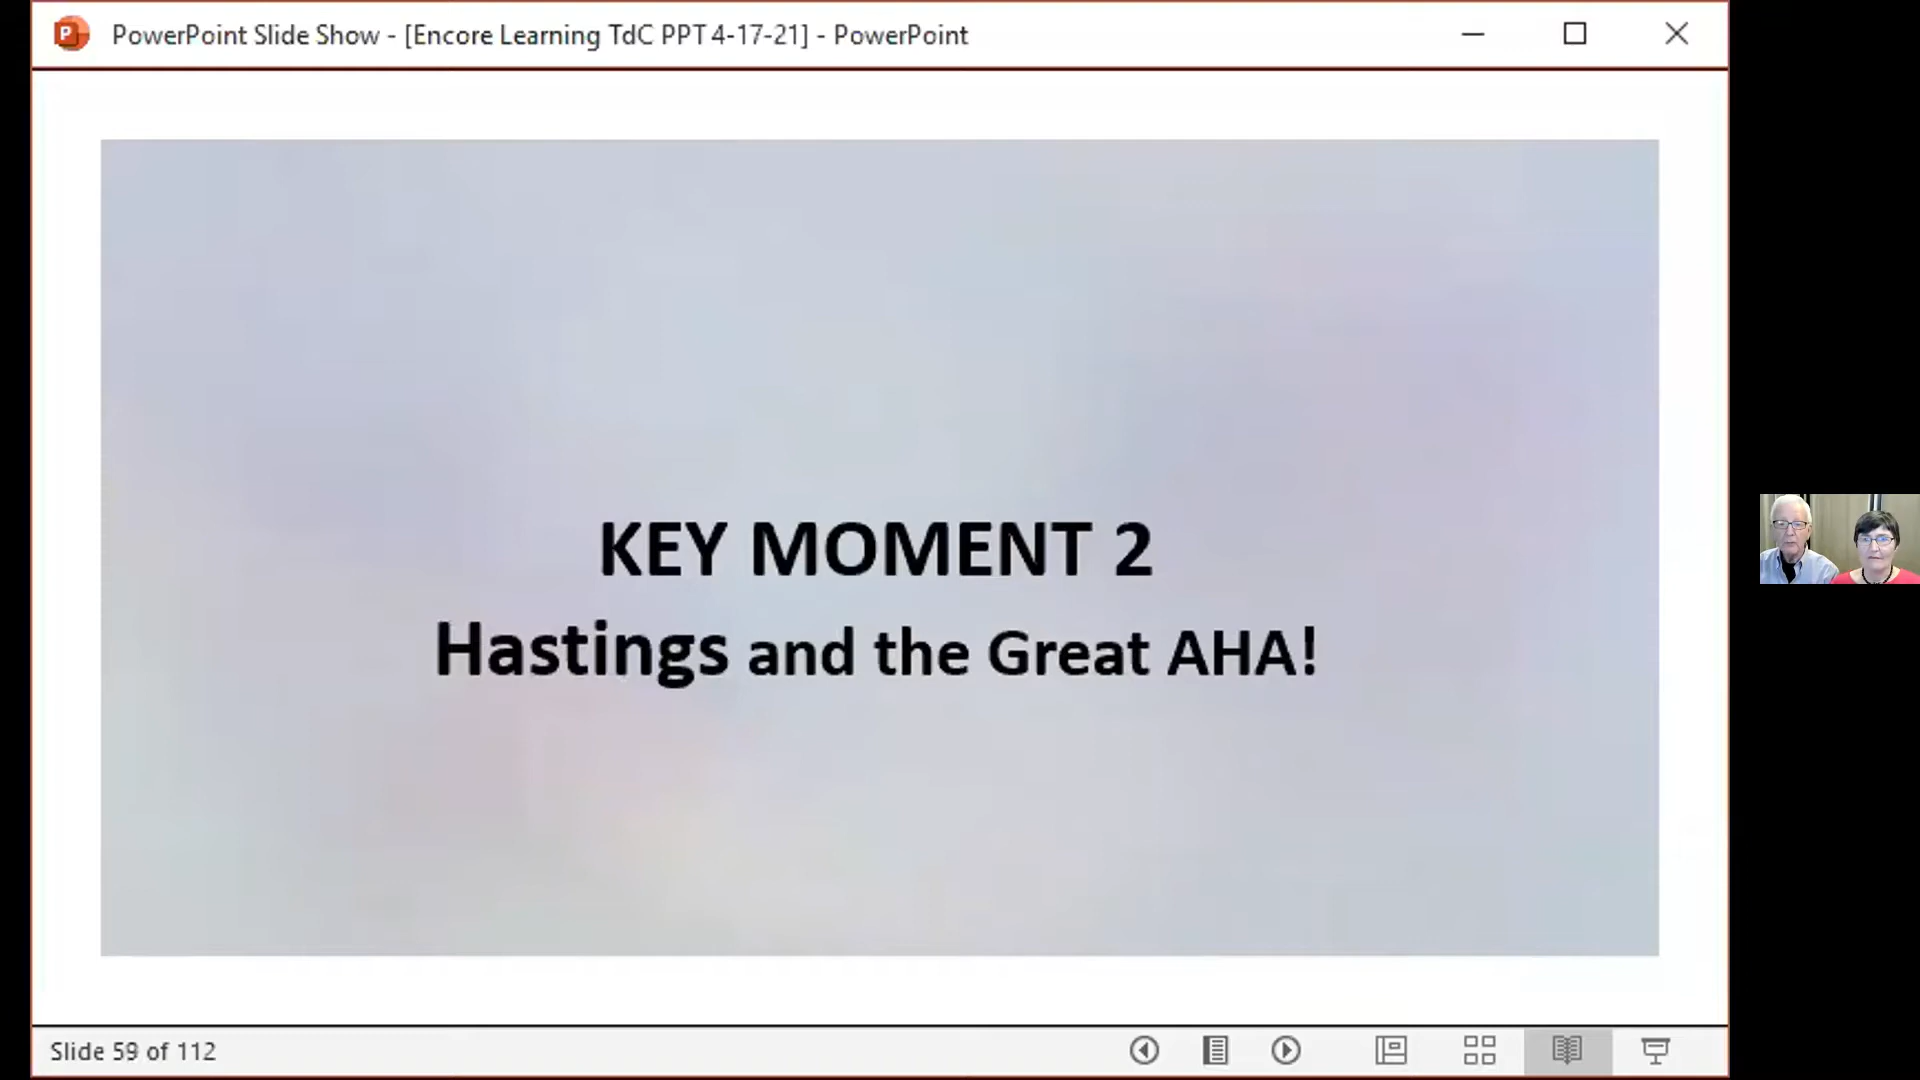 PowerPoint Slide Show - [Encore Learning TdC PPT 4-17-21] - PowerPoint
KEY MOMENT 2
Hastings and the Great AHA!
Slide 59 of 112